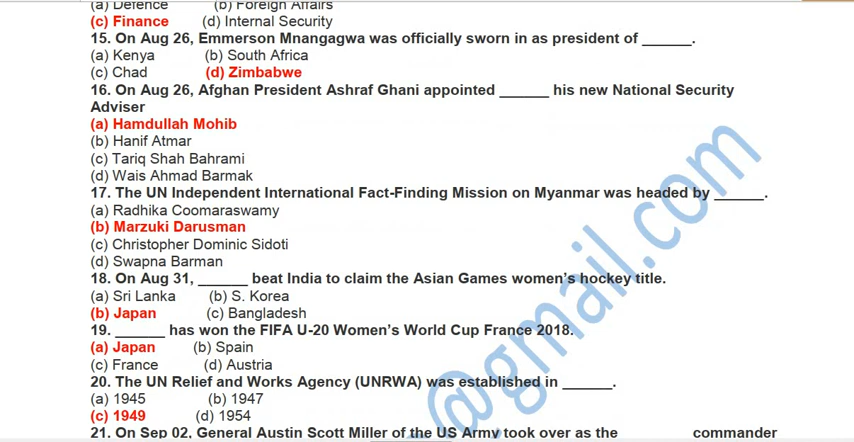 (a) Defence (b) Foreign Affairs
(c) Finance (d) Internal Security
15. On Aug 26, Emmerson Mnangagwa was officially sworn in as president of ______.
(a) Kenya (b) South Africa
(c) Chad (d) Zimbabwe
16. On Aug 26, Afghan President Ashraf Ghani appointed ______ his new National Security
Adviser
(a) Hamdullah Mohib
(b) Hanif Atmar
(c) Tariq Shah Bahrami
(d) Wais Ahmad Barmak
17. The UN Independent International Fact-Finding Mission on Myanmar was headed by ______.
(a) Radhika Coomaraswamy
(b) Marzuki Darusman
(c) Christopher Dominic Sidoti
(d) Swapna Barman
18. On Aug 31, ______ beat India to claim the Asian Games women's hockey title.
(a) Sri Lanka (b) S. Korea
(b) Japan (c) Bangladesh
19. ______ has won the FIFA U-20 Women's World Cup France 2018.
(a) Japan (b) Spain
(c) France (d) Austria
20. The UN Relief and Works Agency (UNRWA) was established in ______.
(a) 1945 (b) 1947
(c) 1949 (d) 1954
21. On Sep 02, General Austin Scott Miller of the US Army took over as the ______ commander
@gmail.com